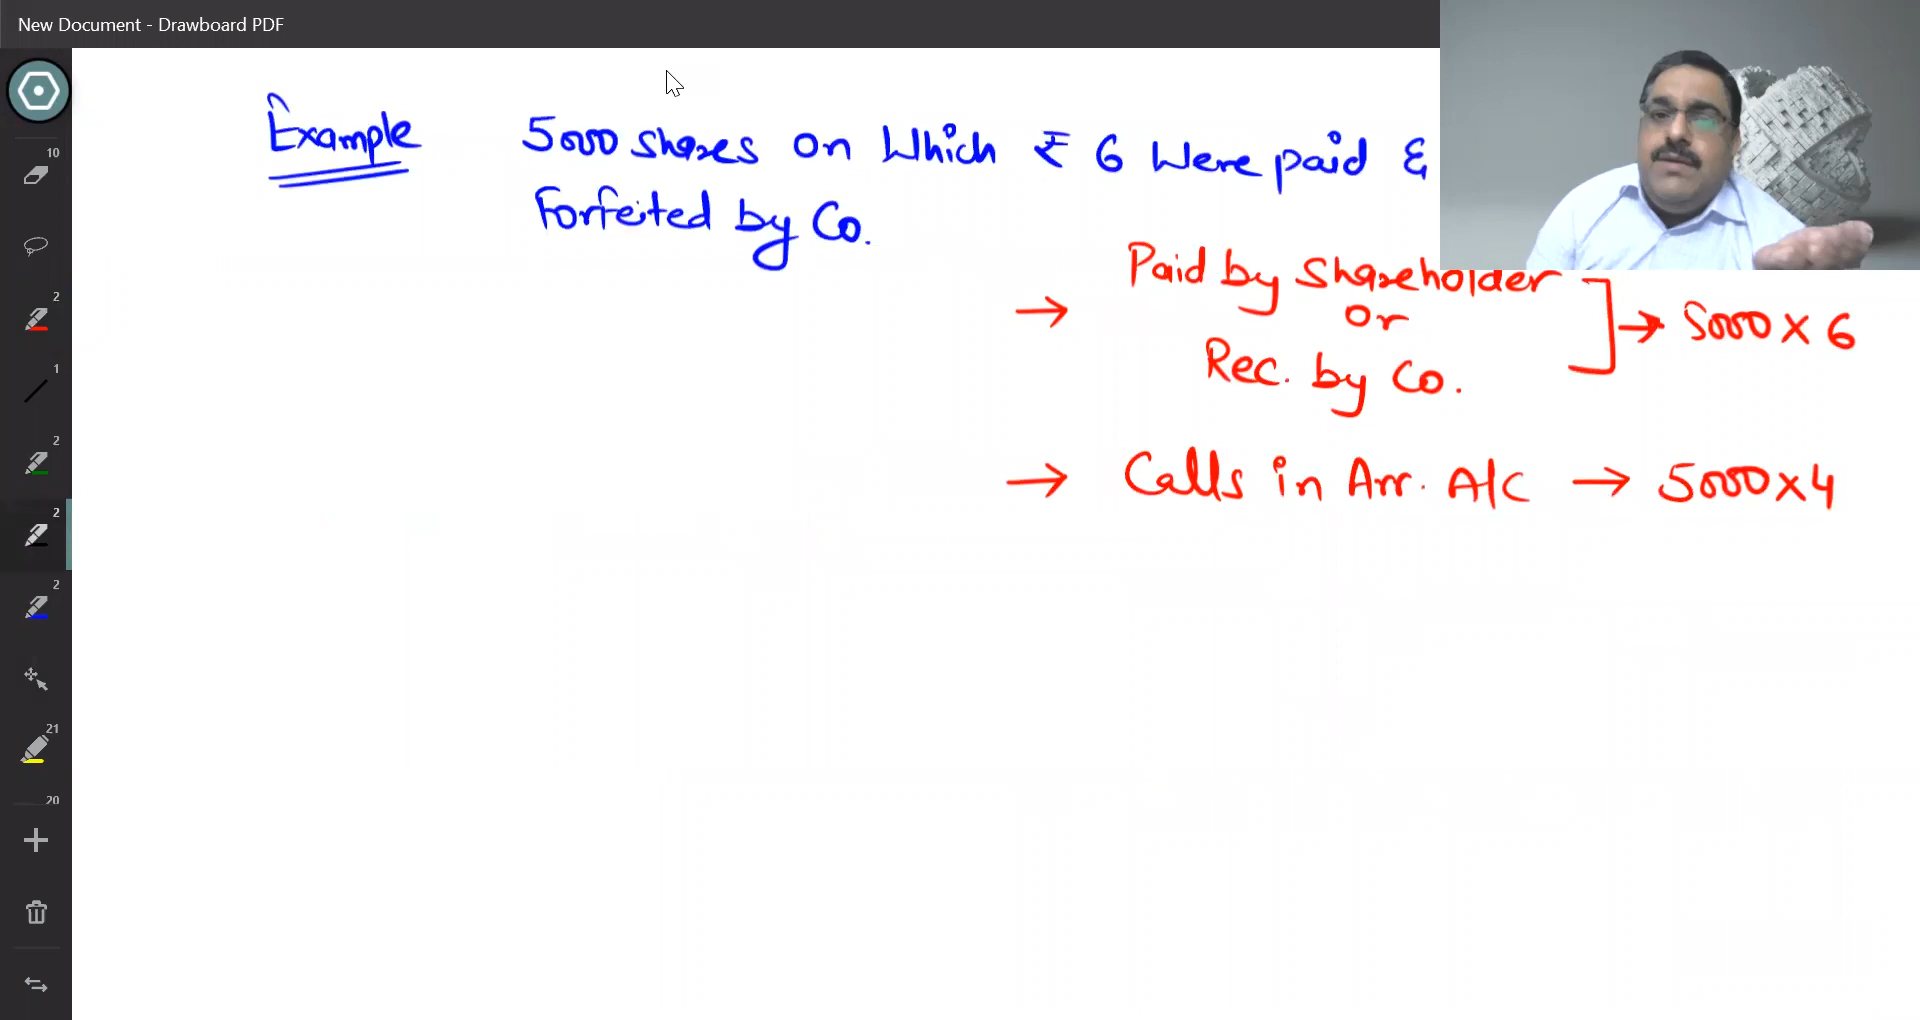 New Document - Drawboard PDF
Example 5000 shares on Which ₹ 6 Were paid &
Forfeited by Co.
→ Paid by Shareholder
Or
Rec. by Co.
→ 5000 × 6
→ Calls in Arr. A/C → 5000 × 4
10
2
1
2
2
2
21
20